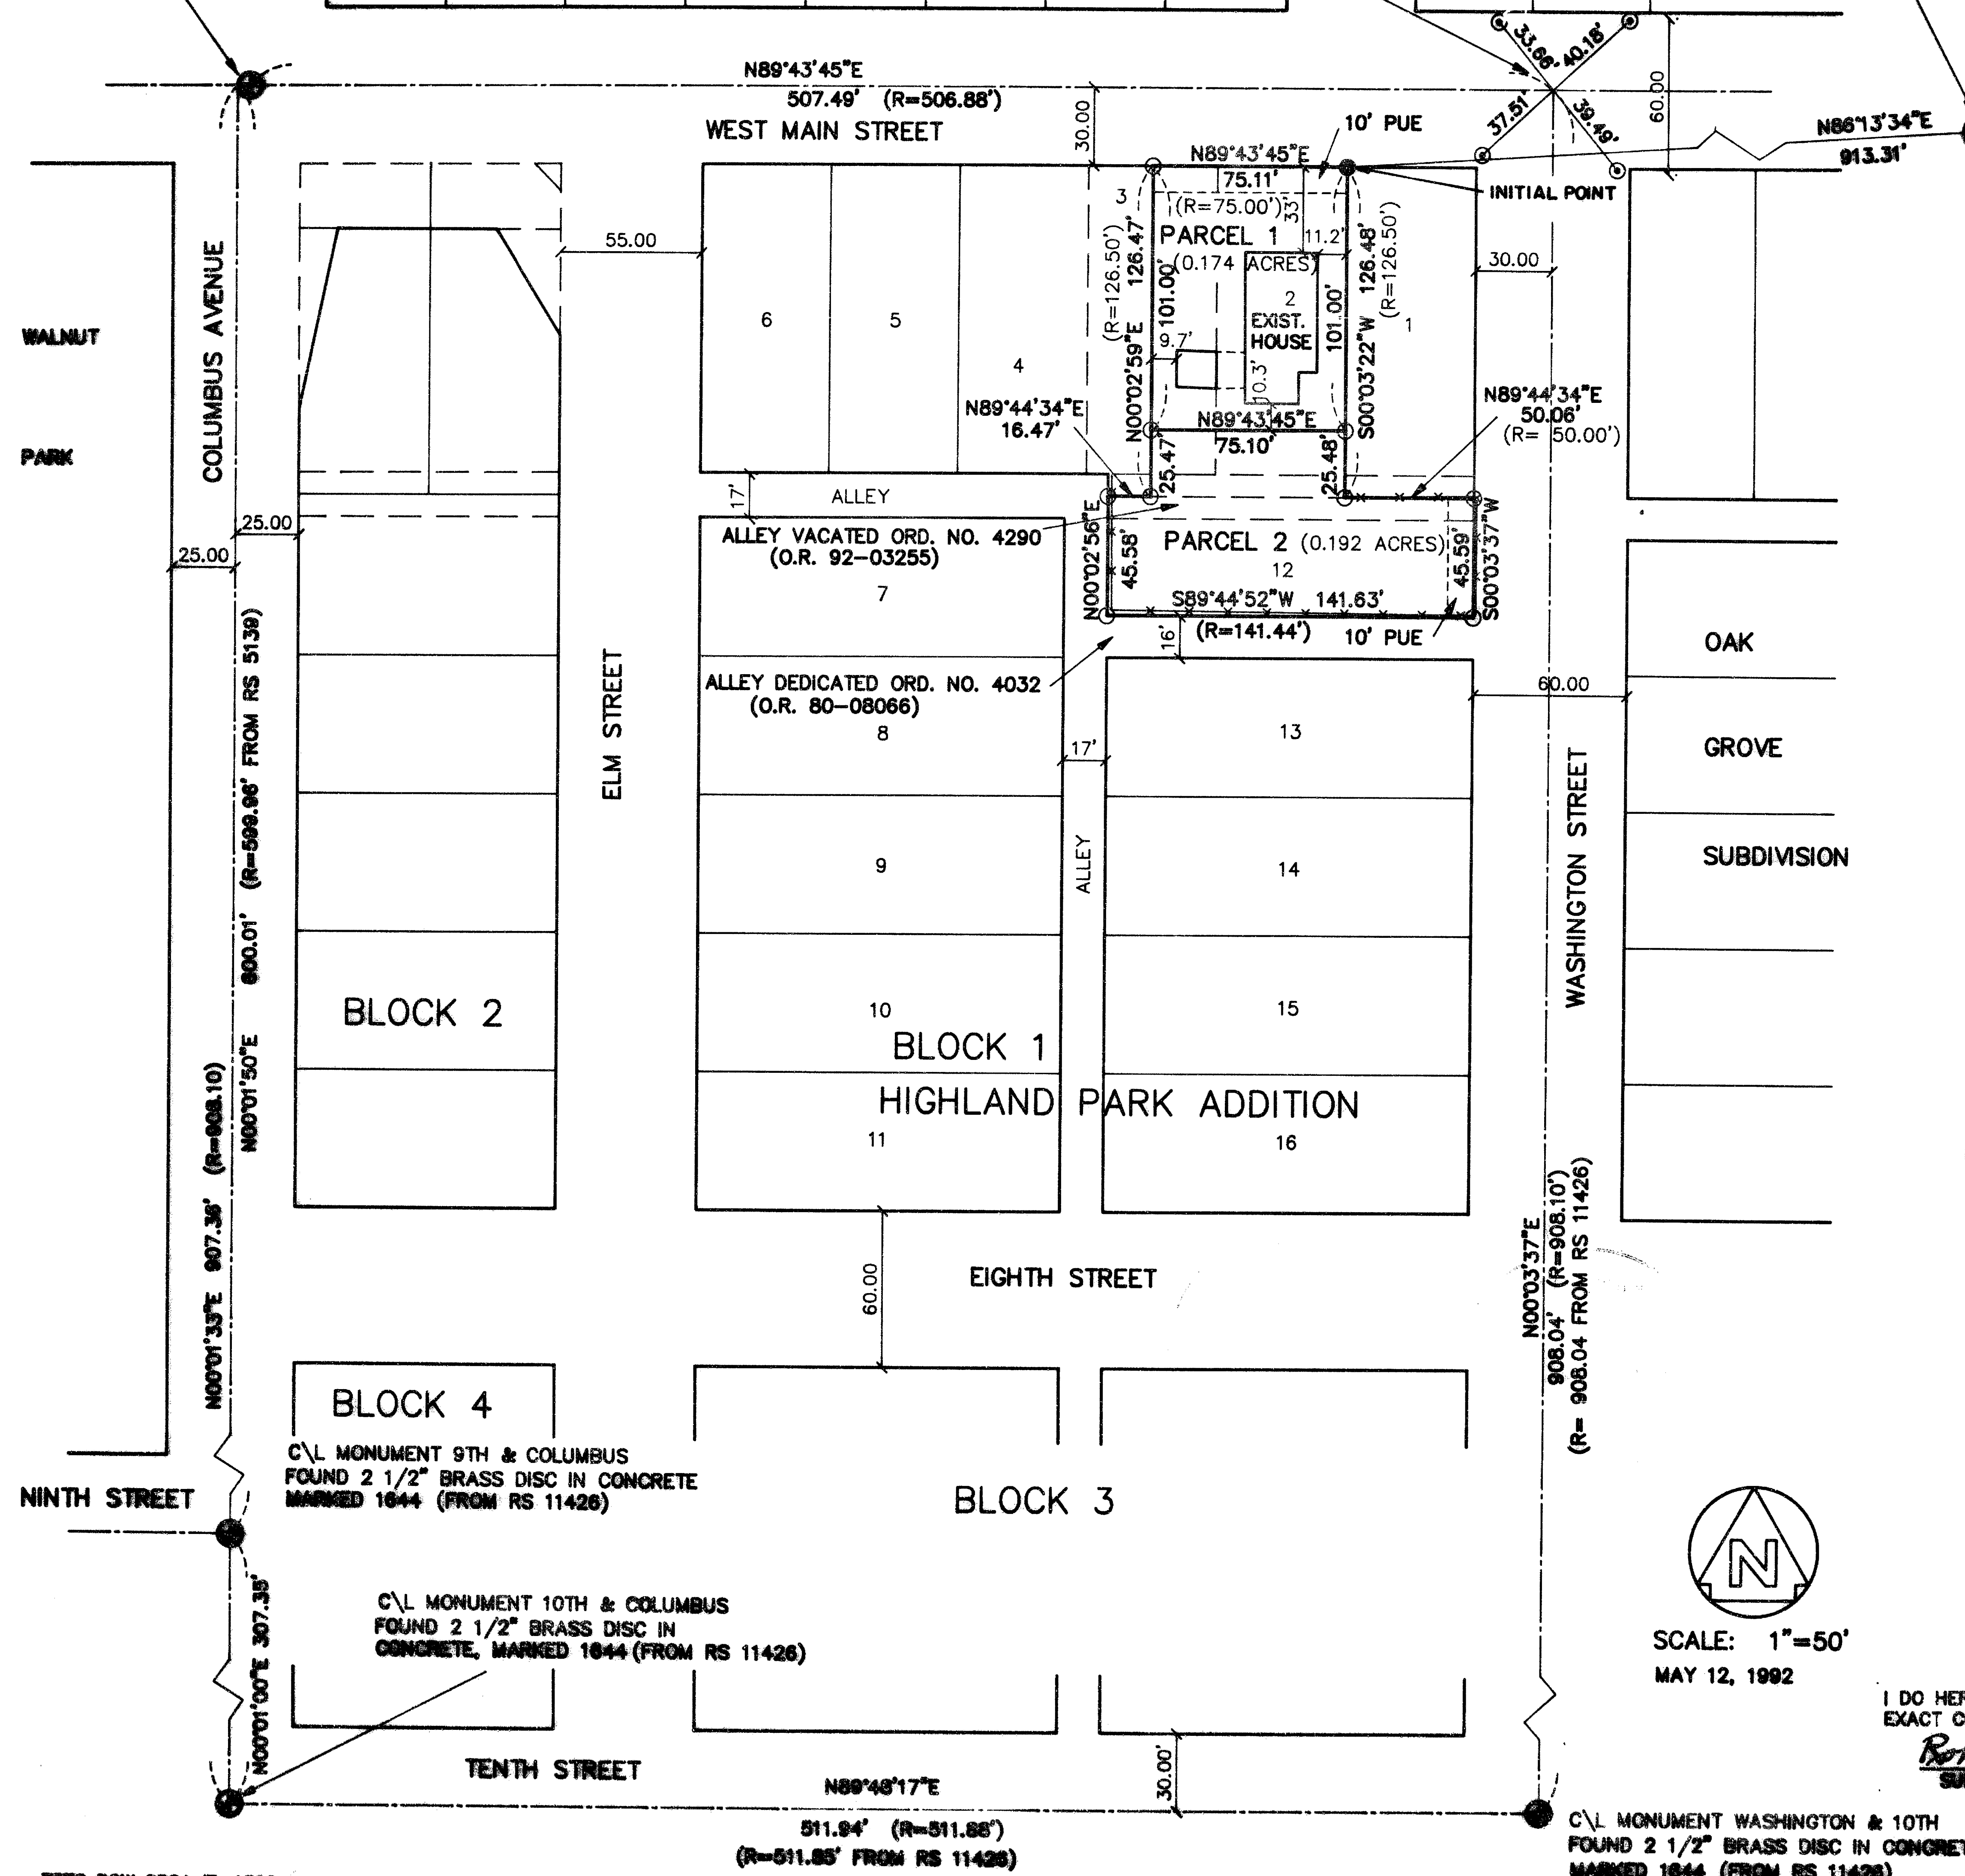 N89°43'45"E
507.49' (R=506.88')
WEST MAIN STREET
30.00
33.66'
40.18'
37.51'
39.49'
60.00
N86°13'34"E
913.31'
10' PUE
INITIAL POINT
N89°43'45"E
75.11'
(R=75.00')
33'
11.2'
3
PARCEL 1
(0.174 ACRES)
2
EXIST.
HOUSE
9.7'
10.3'
1
(R=126.50')
N00°02'59"E 126.47'
101.00'
101.00'
S00°03'22"W 126.48'
(R=126.50')
30.00
WALNUT
PARK
COLUMBUS AVENUE
55.00
6
5
4
N89°44'34"E
16.47'
N89°43'45"E
75.10'
25.47'
25.48'
N89°44'34"E
50.06'
(R= 50.00')
17'
ALLEY
25.00
25.00
ALLEY VACATED ORD. NO. 4290
(O.R. 92-03255)
N00°02'56"E
45.58'
PARCEL 2 (0.192 ACRES)
12
45.59'
S00°03'37"W
S89°44'52"W 141.63'
(R=141.44')
10' PUE
16'
7
ALLEY DEDICATED ORD. NO. 4032
(O.R. 80-08066)
8
17'
13
60.00
OAK
GROVE
SUBDIVISION
ELM STREET
9
ALLEY
14
WASHINGTON STREET
N00°01'50"E 600.01' (R=599.96' FROM RS 5139)
N00°01'33"E 907.36' (R=908.10)
BLOCK 2
10
BLOCK 1
15
HIGHLAND PARK ADDITION
11
16
EIGHTH STREET
60.00
N00°03'37"E
908.04' (R=908.10')
(R= 908.04 FROM RS 11426)
BLOCK 4
C\L MONUMENT 9TH & COLUMBUS
FOUND 2 1/2" BRASS DISC IN CONCRETE
MARKED 1644 (FROM RS 11426)
NINTH STREET
BLOCK 3
N
N00°01'00"E 307.35'
C\L MONUMENT 10TH & COLUMBUS
FOUND 2 1/2" BRASS DISC IN
CONCRETE, MARKED 1644 (FROM RS 11426)
SCALE: 1"=50'
MAY 12, 1992
I DO HER
EXACT C
TENTH STREET
30.00'
N89°48'17"E
511.94' (R=511.88')
(R=511.85' FROM RS 11426)
C\L MONUMENT WASHINGTON & 10TH
FOUND 2 1/2" BRASS DISC IN CONCRET
MARKED 1644 (FROM RS 11426)